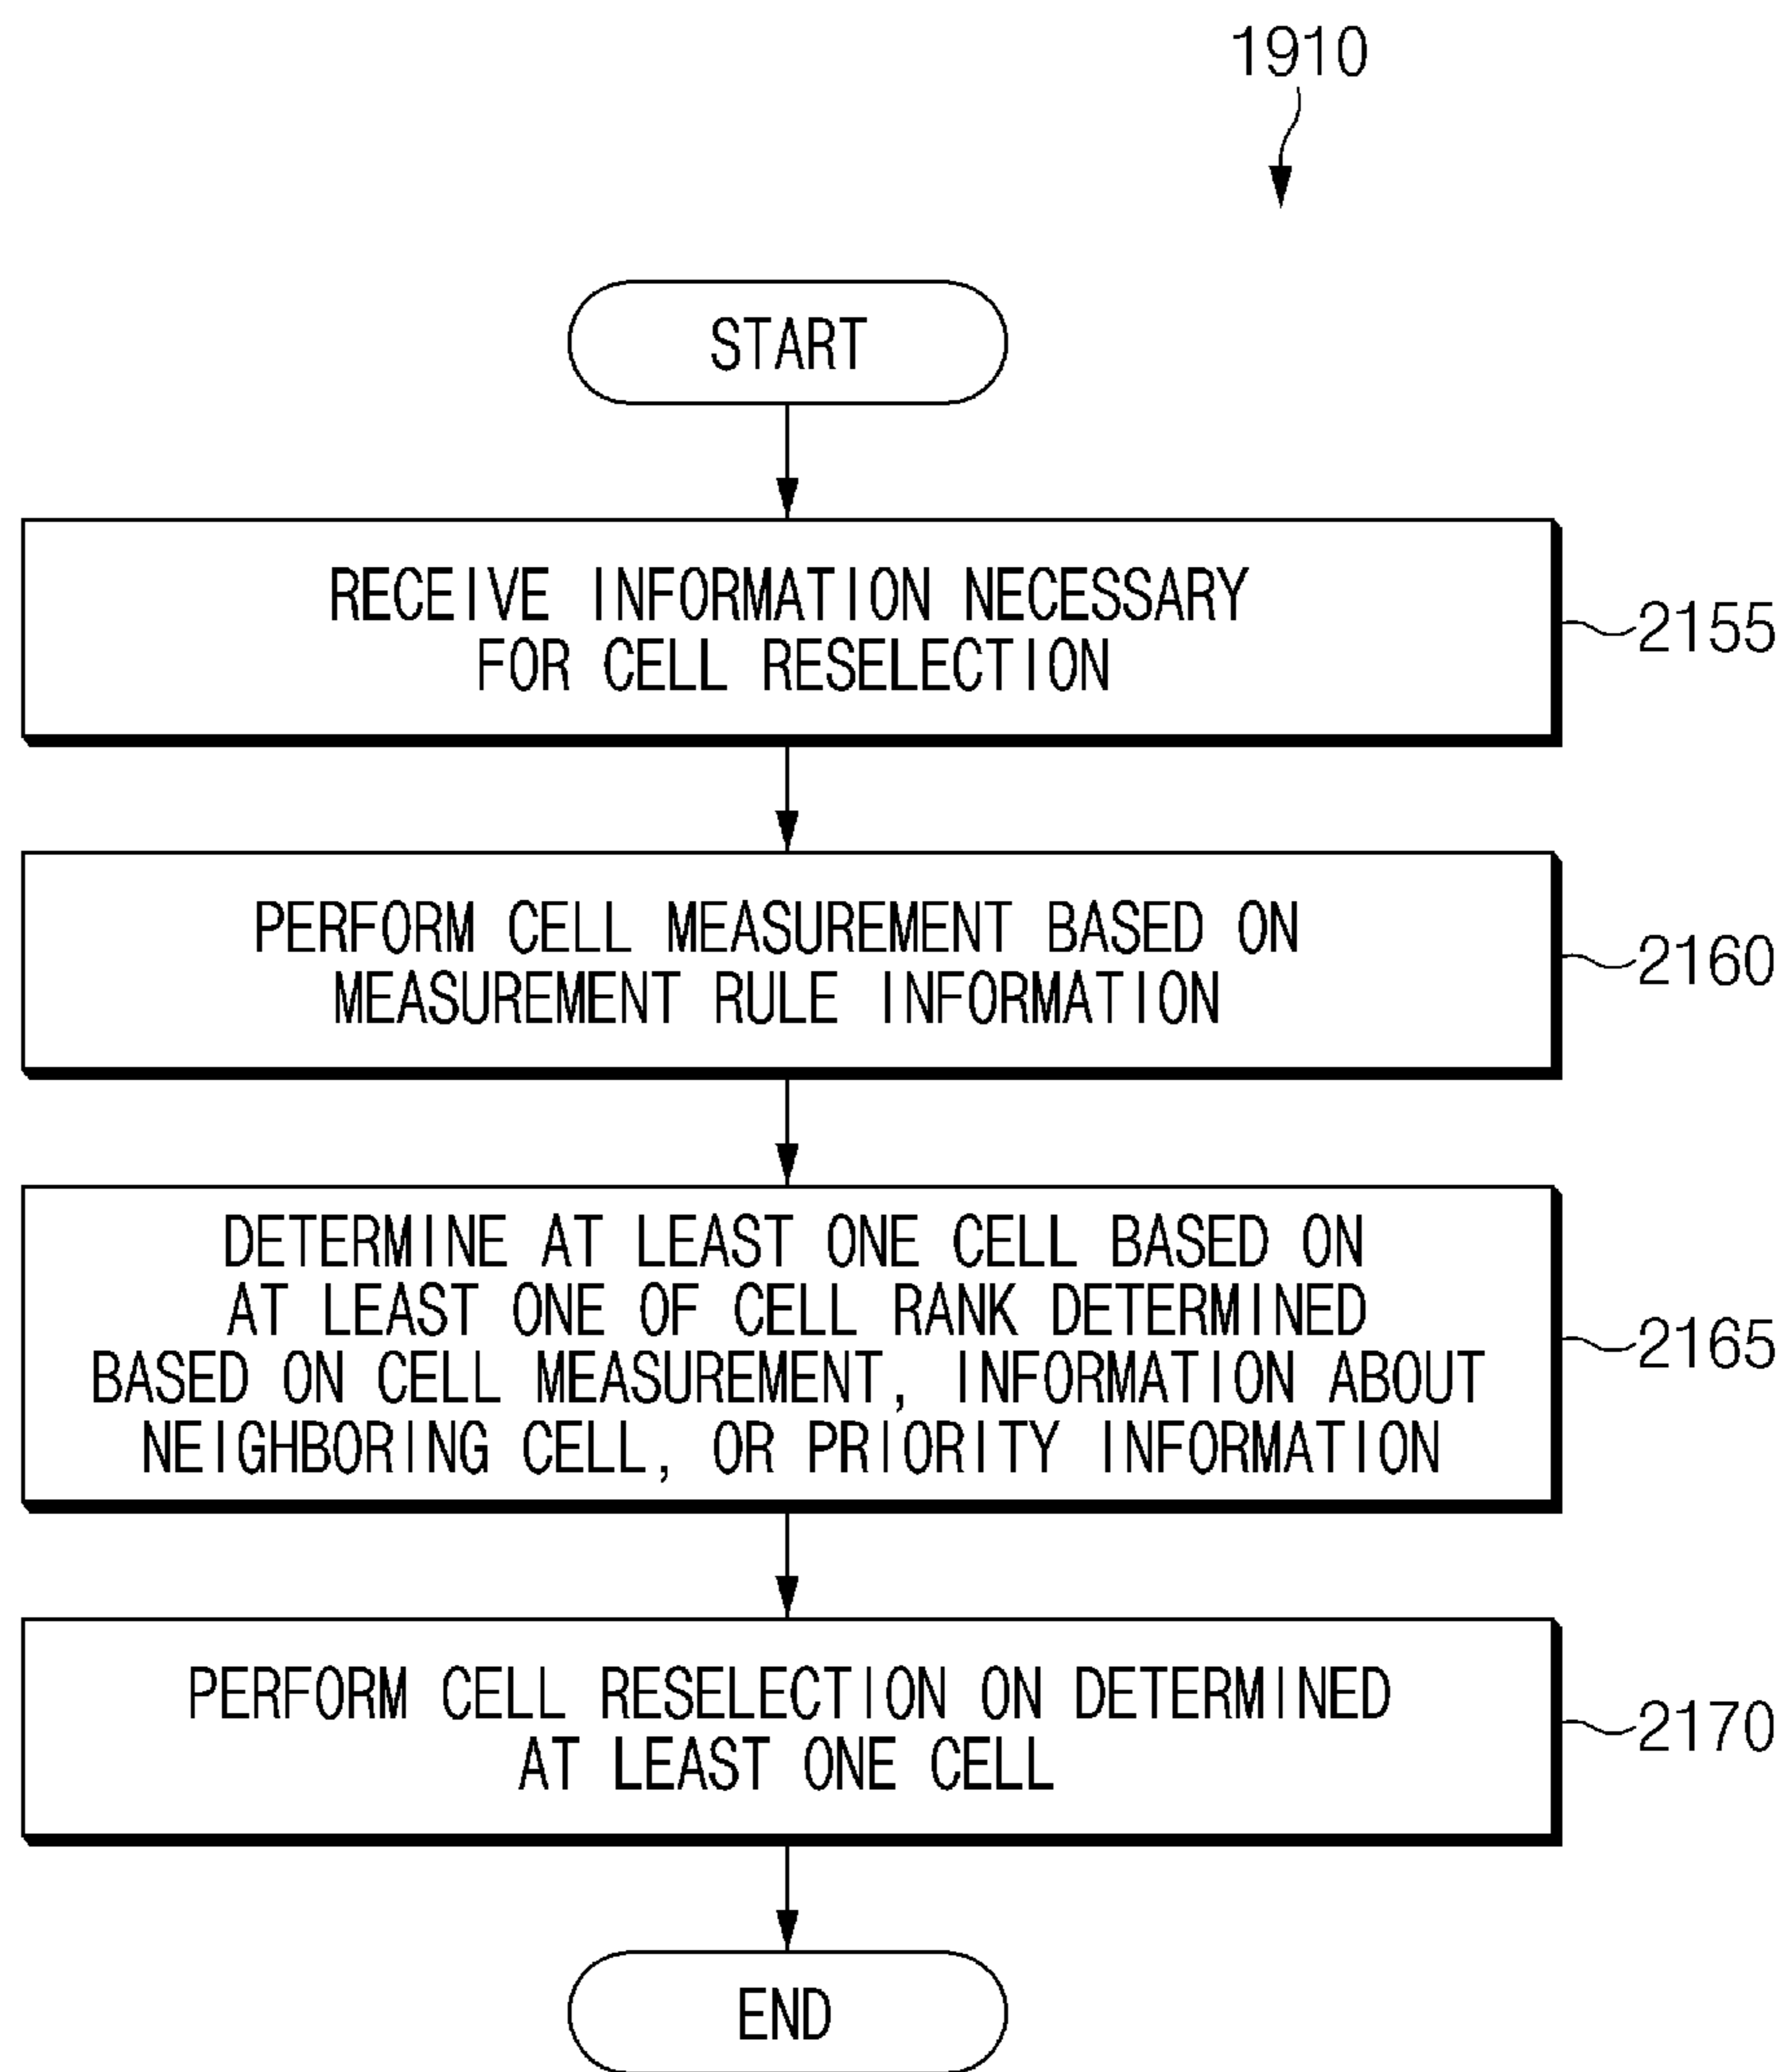 1910
START
RECEIVE INFORMATION NECESSARY
FOR CELL RESELECTION
2155
PERFORM CELL MEASUREMENT BASED ON
MEASUREMENT RULE INFORMATION
2160
DETERMINE AT LEAST ONE CELL BASED ON
AT LEAST ONE OF CELL RANK DETERMINED
BASED ON CELL MEASUREMENT, INFORMATION ABOUT
NEIGHBORING CELL, OR PRIORITY INFORMATION
2165
PERFORM CELL RESELECTION ON DETERMINED
AT LEAST ONE CELL
2170
END